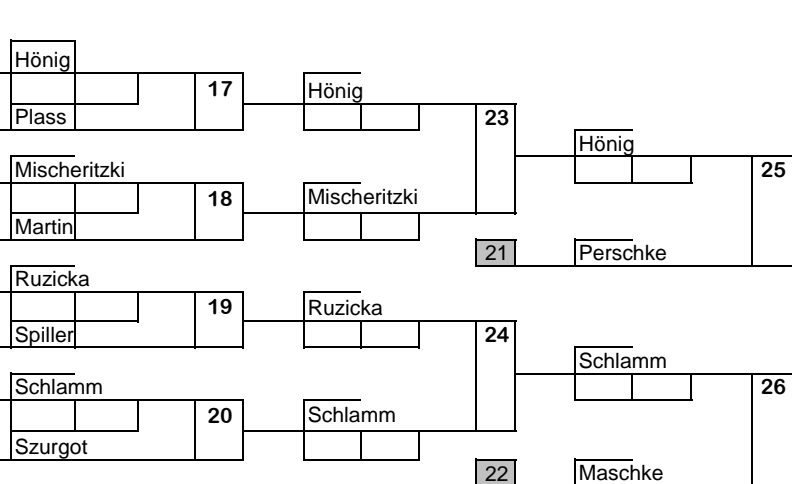 Hönig
17
Hönig
Plass
23
Hönig
Mischeritzki
25
18
Mischeritzki
Martin
21
Perschke
Ruzicka
19
Ruzicka
Spiller
24
Schlamm
Schlamm
26
20
Schlamm
Szurgot
22
Maschke